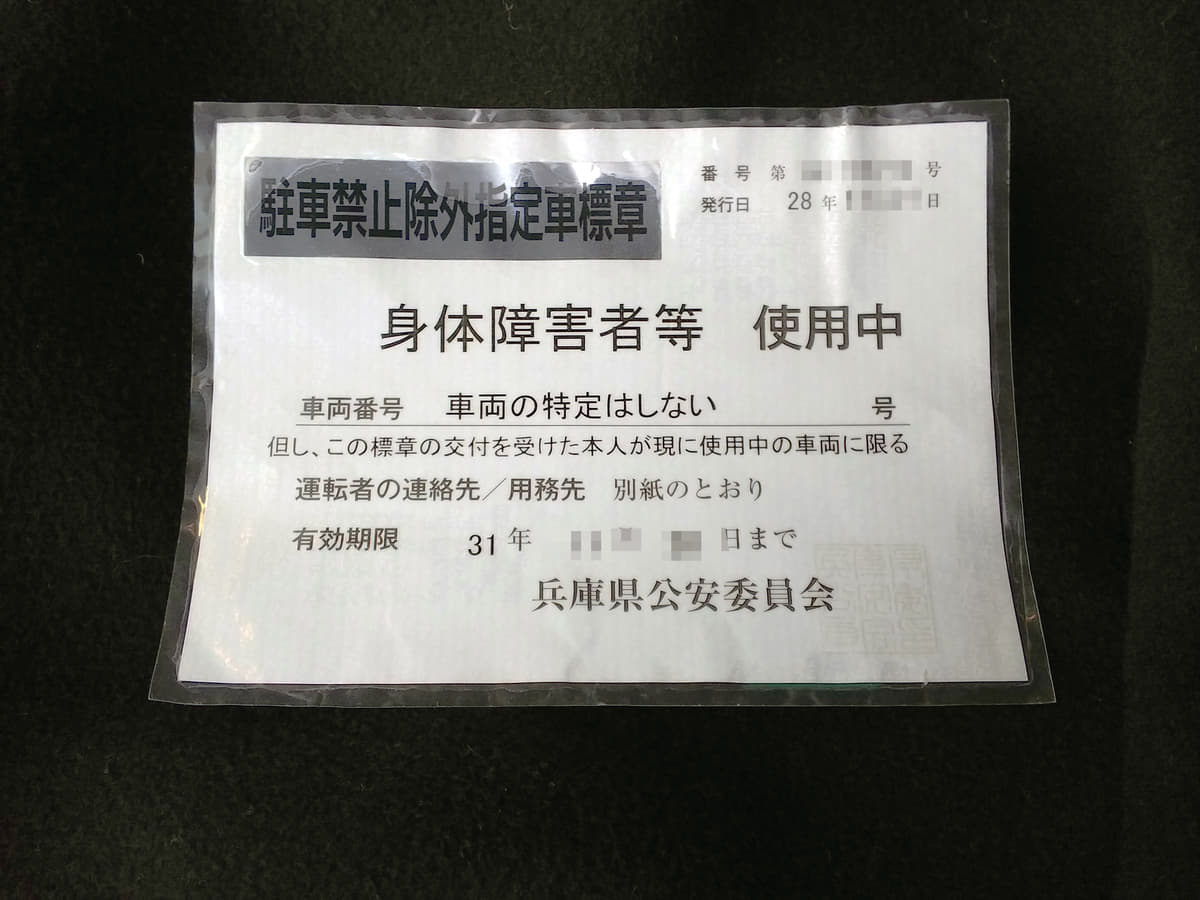 駐車禁止除外指定車標章
番号 第 号
発行日 28年 日
身体障害者等 使用中
車両番号 車両の特定はしない 号
但し、この標章の交付を受けた本人が現に使用中の車両に限る
運転者の連絡先/用務先 別紙のとおり
有効期限 31年 日まで
兵庫県公安委員会